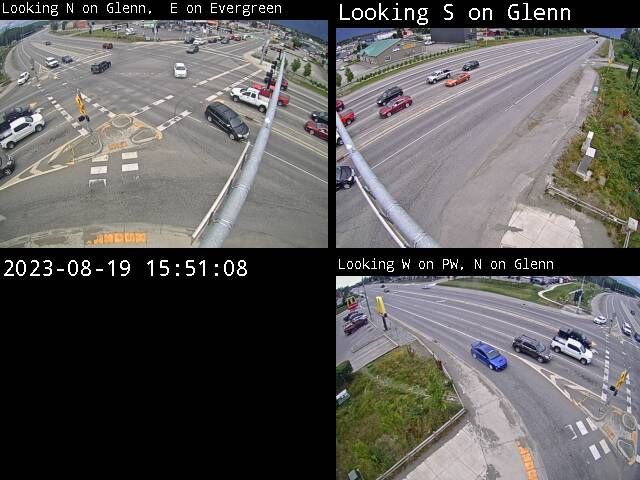 Looking N on Glenn,  E on Evergreen
Looking S on Glenn
2023-08-19 15:51:08
Looking W on PW, N on Glenn